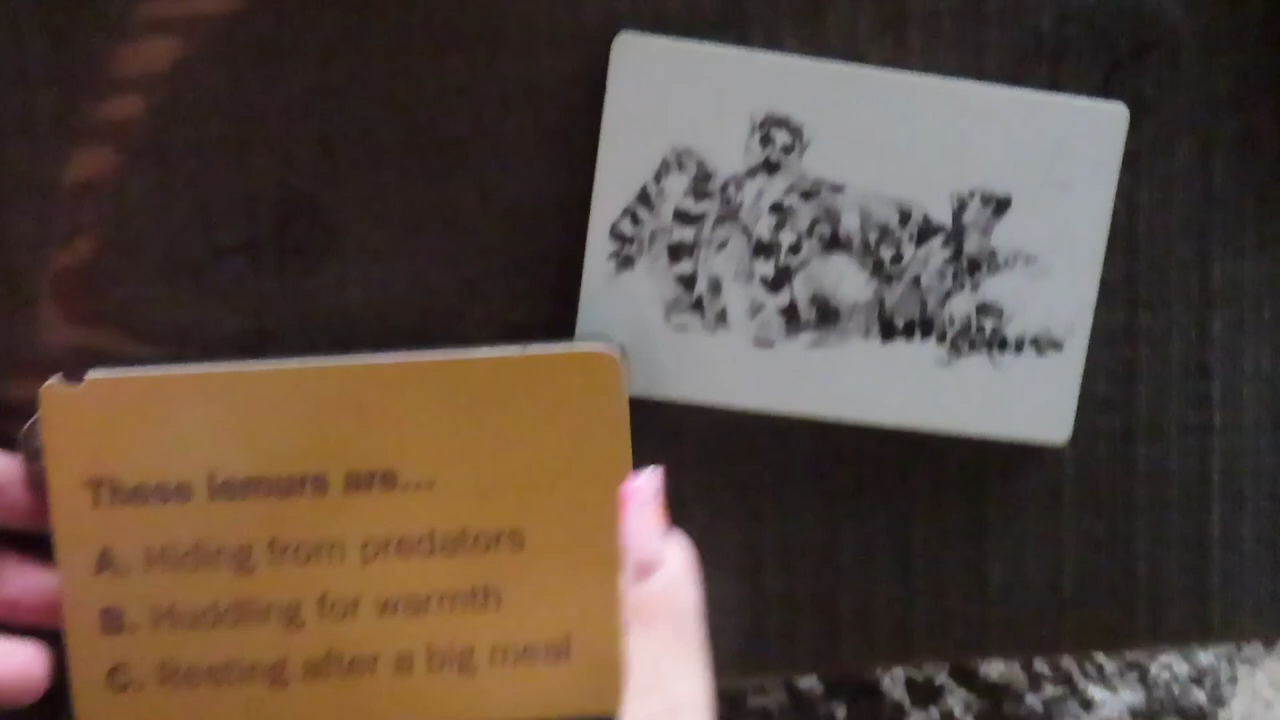 These lemurs are...
A. Hiding from predators
B. Huddling for warmth
C. Resting after a big meal